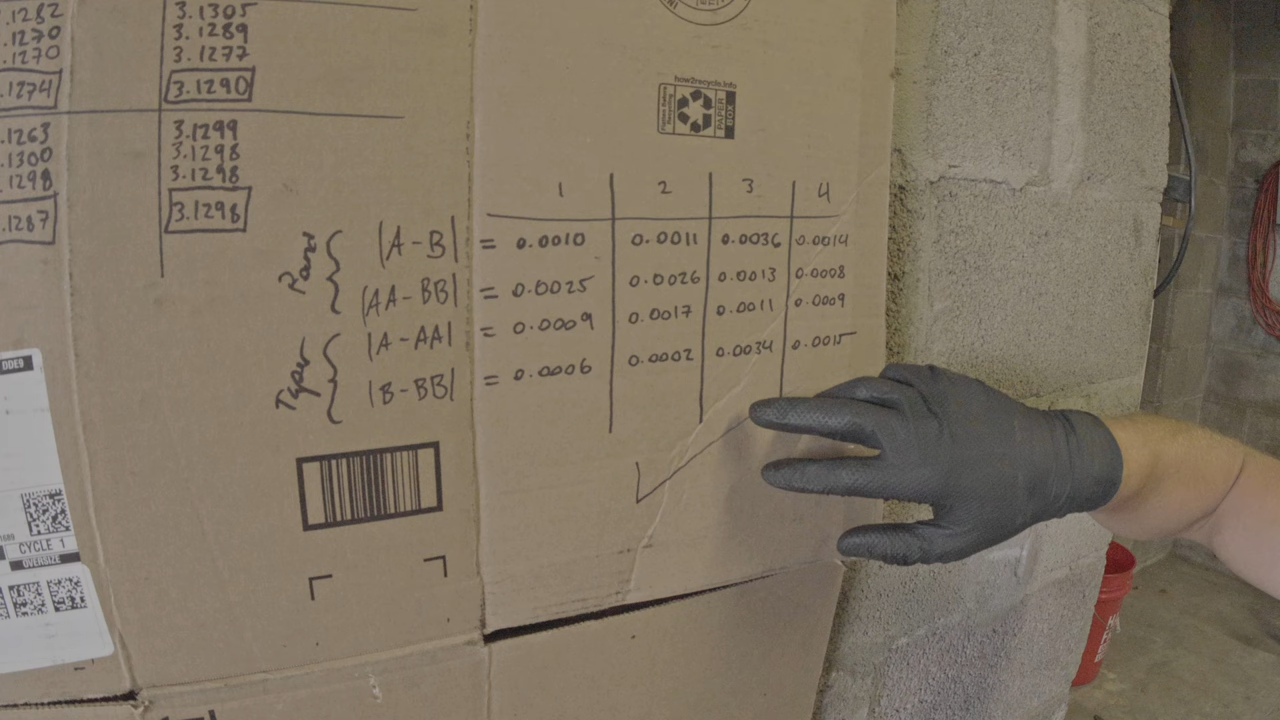 .1282 3.1305
.1270 3.1289
.1270 3.1277
.1274 3.1290
.1263 3.1299
.1300 3.1298
.1298 3.1298
.1287 3.1298
how2recycle.info
PAPER
BOX
1 2 3 4
|A-B| = 0.0010 0.0011 0.0036 0.0014
|AA-BB| = 0.0025 0.0026 0.0013 0.0008
|A-AA| = 0.0009 0.0017 0.0011 0.0009
|B-BB| = 0.0006 0.0002 0.0034 0.0015
Taper
DDE9
CYCLE 1
OVERSIZE